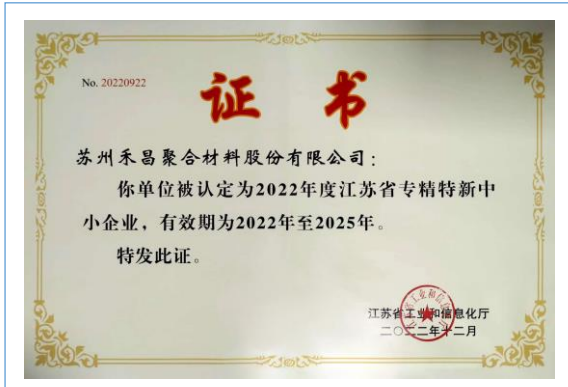 No. 20220922
证 书
苏州禾昌聚合材料股份有限公司：
你单位被认定为2022年度江苏省专精特新中
小企业，有效期为2022年至2025年。
特发此证。
江苏省工业和信息化厅
二〇二二年十二月